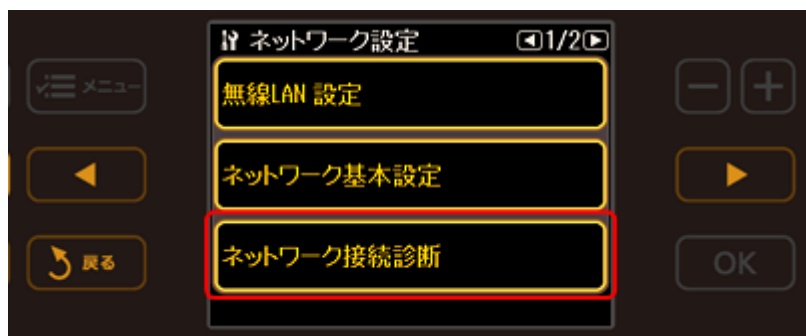 ネットワーク設定 1/2
メニュー
無線LAN 設定
ネットワーク基本設定
ネットワーク接続診断
戻る
OK